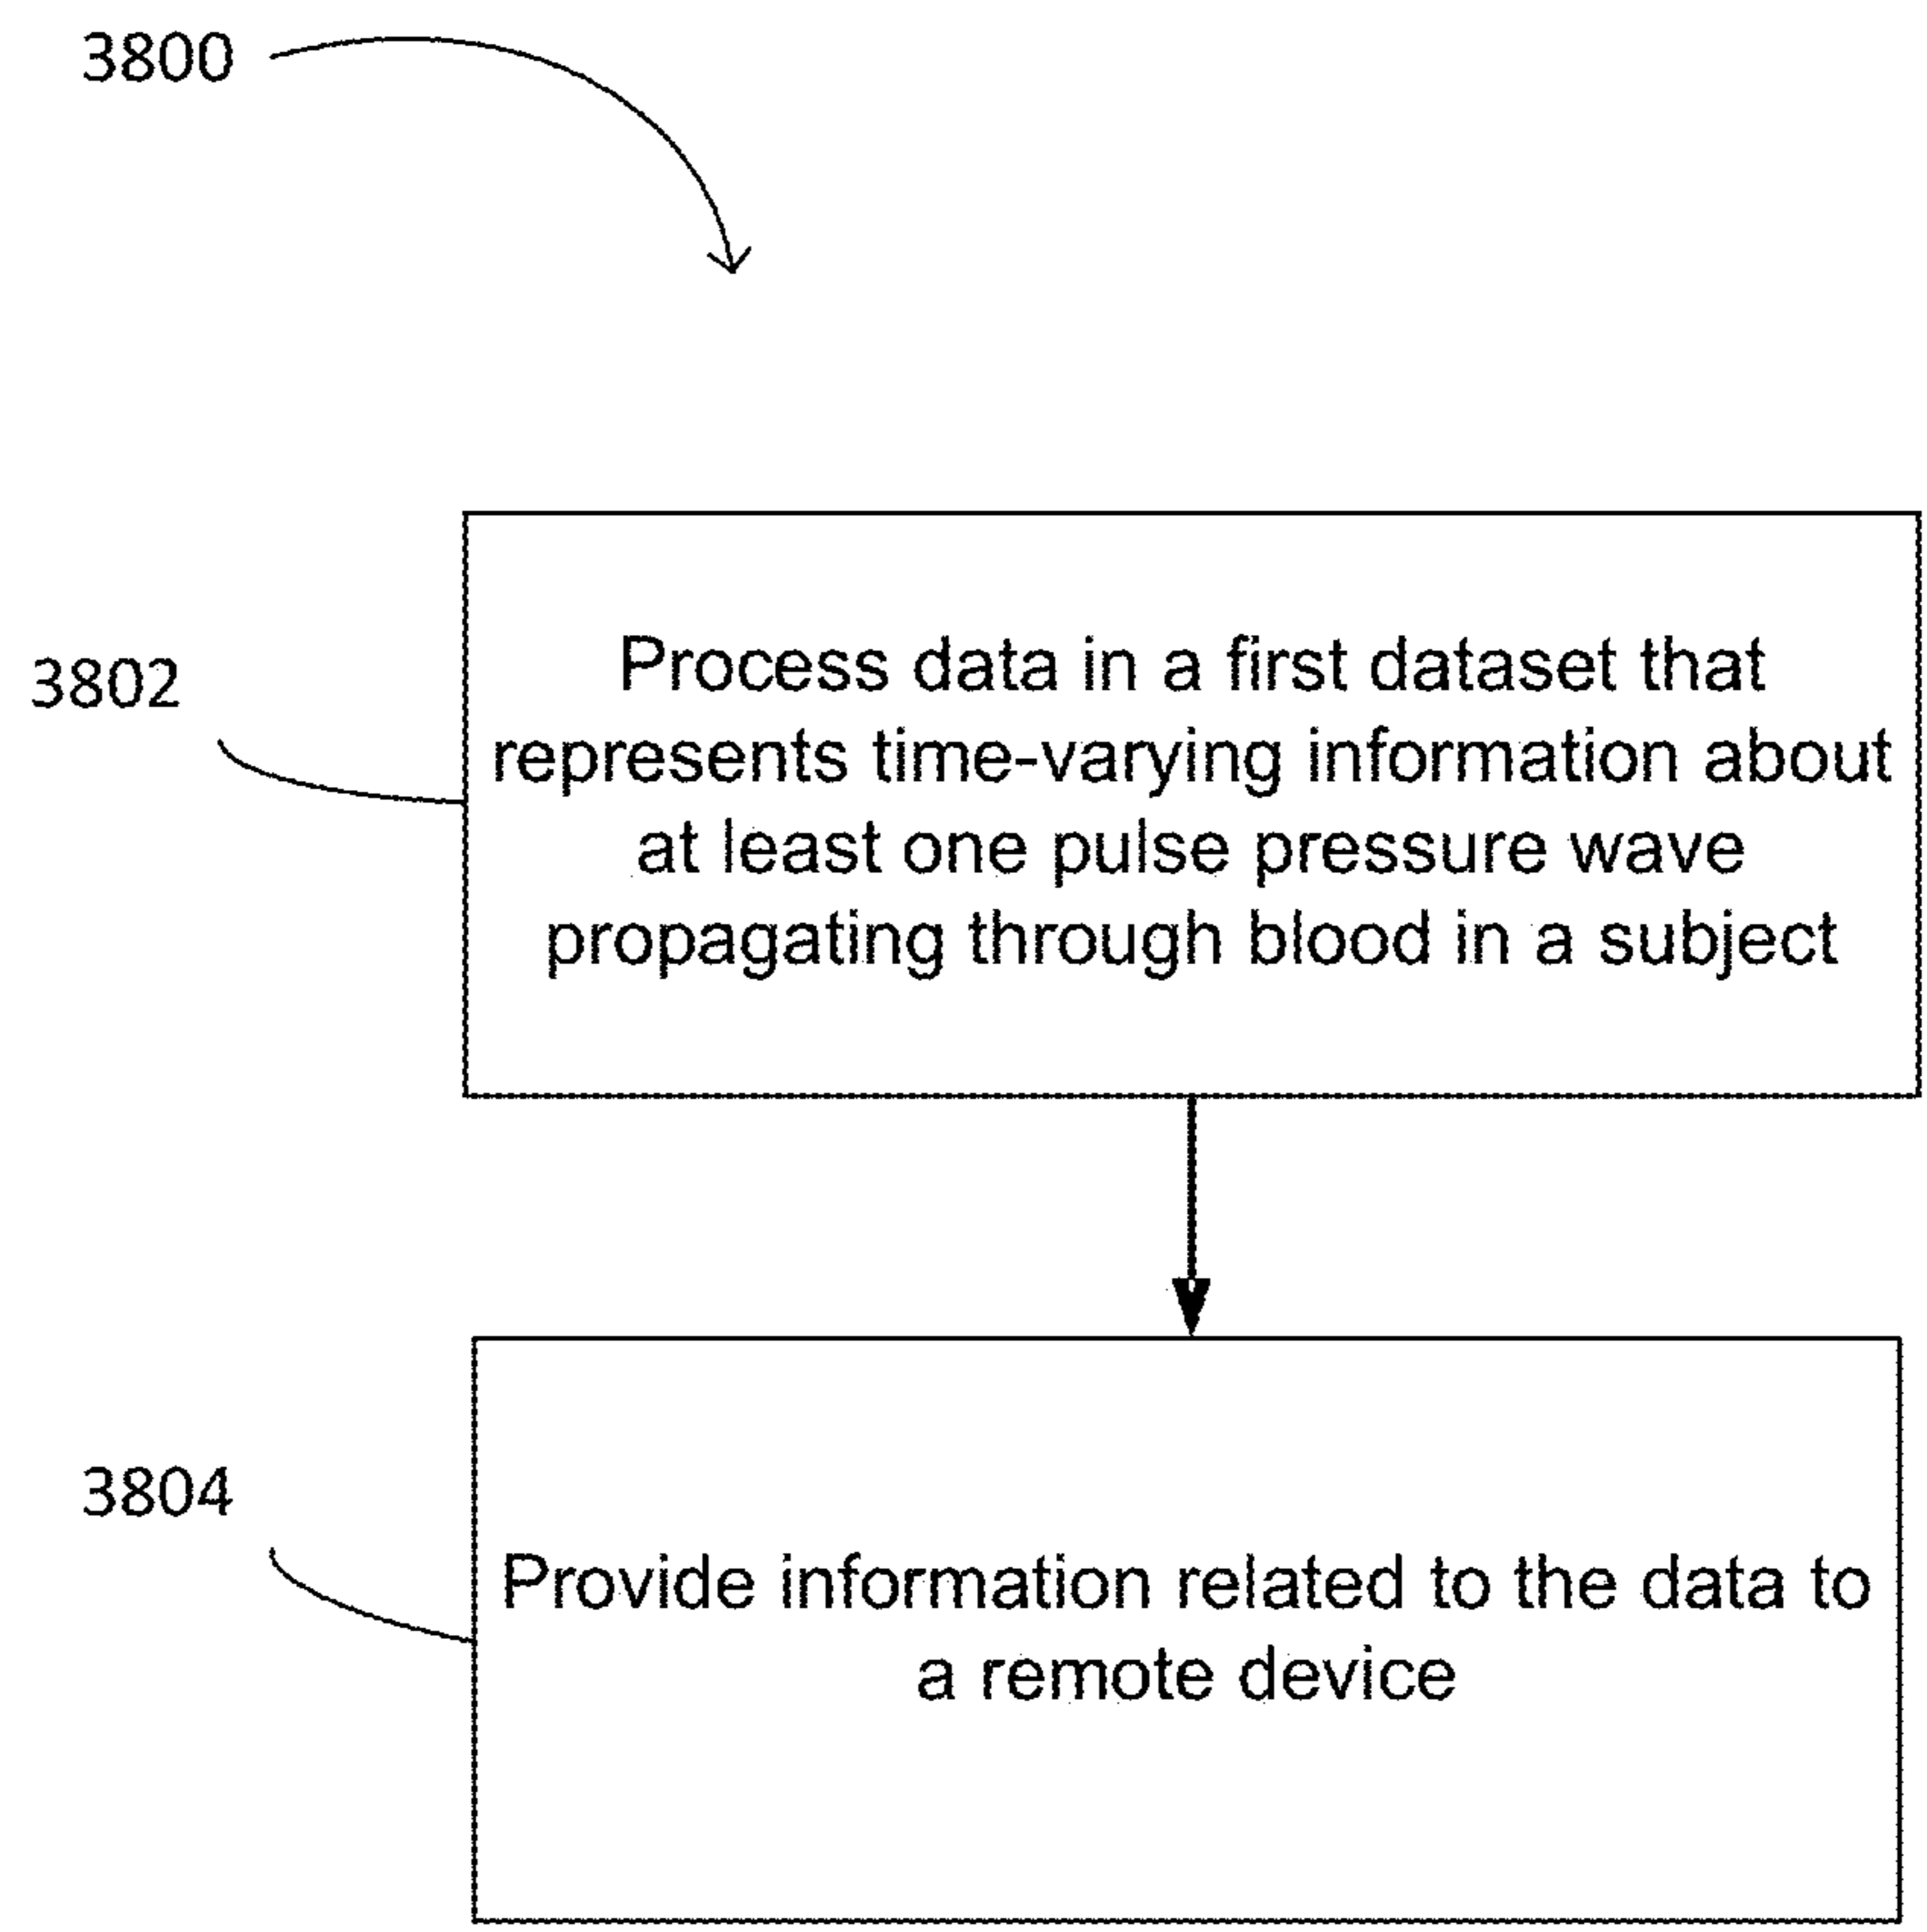 3800
3802
Process data in a first dataset that
represents time-varying information about
at least one pulse pressure wave
propagating through blood in a subject
3804
Provide information related to the data to
a remote device